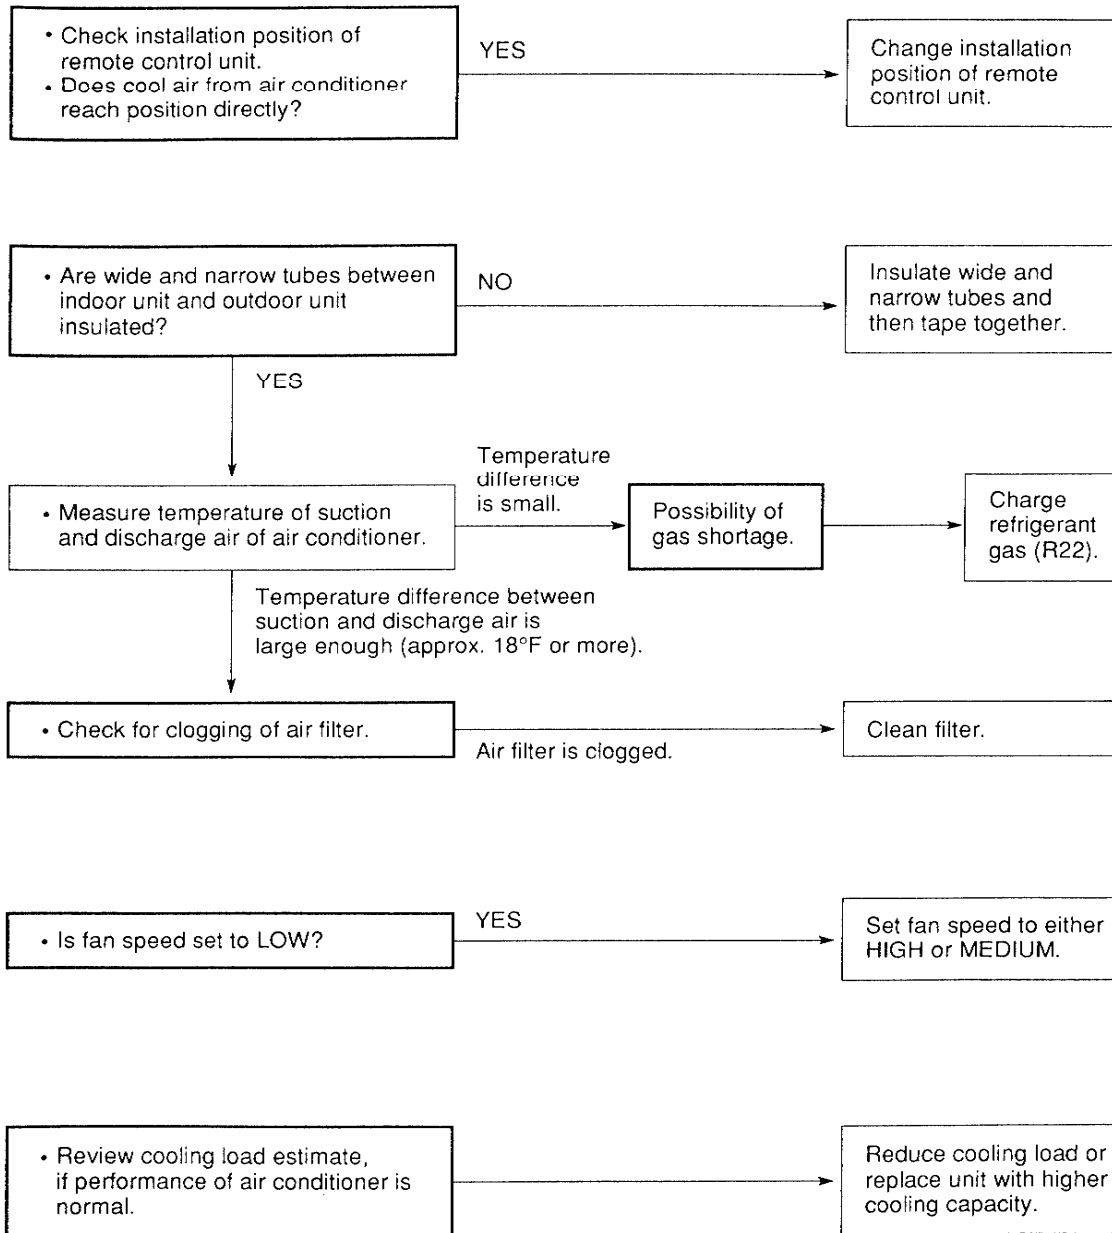 • Check installation position of
remote control unit.
• Does cool air from air conditioner
reach position directly?
YES
Change installation
position of remote
control unit.
• Are wide and narrow tubes between
indoor unit and outdoor unit
insulated?
NO
Insulate wide and
narrow tubes and
then tape together.
YES
• Measure temperature of suction
and discharge air of air conditioner.
Temperature
difference
is small.
Possibility of
gas shortage.
Charge
refrigerant
gas (R22).
Temperature difference between
suction and discharge air is
large enough (approx. 18°F or more).
• Check for clogging of air filter.
Air filter is clogged.
Clean filter.
• Is fan speed set to LOW?
YES
Set fan speed to either
HIGH or MEDIUM.
• Review cooling load estimate,
if performance of air conditioner is
normal.
Reduce cooling load or
replace unit with higher
cooling capacity.